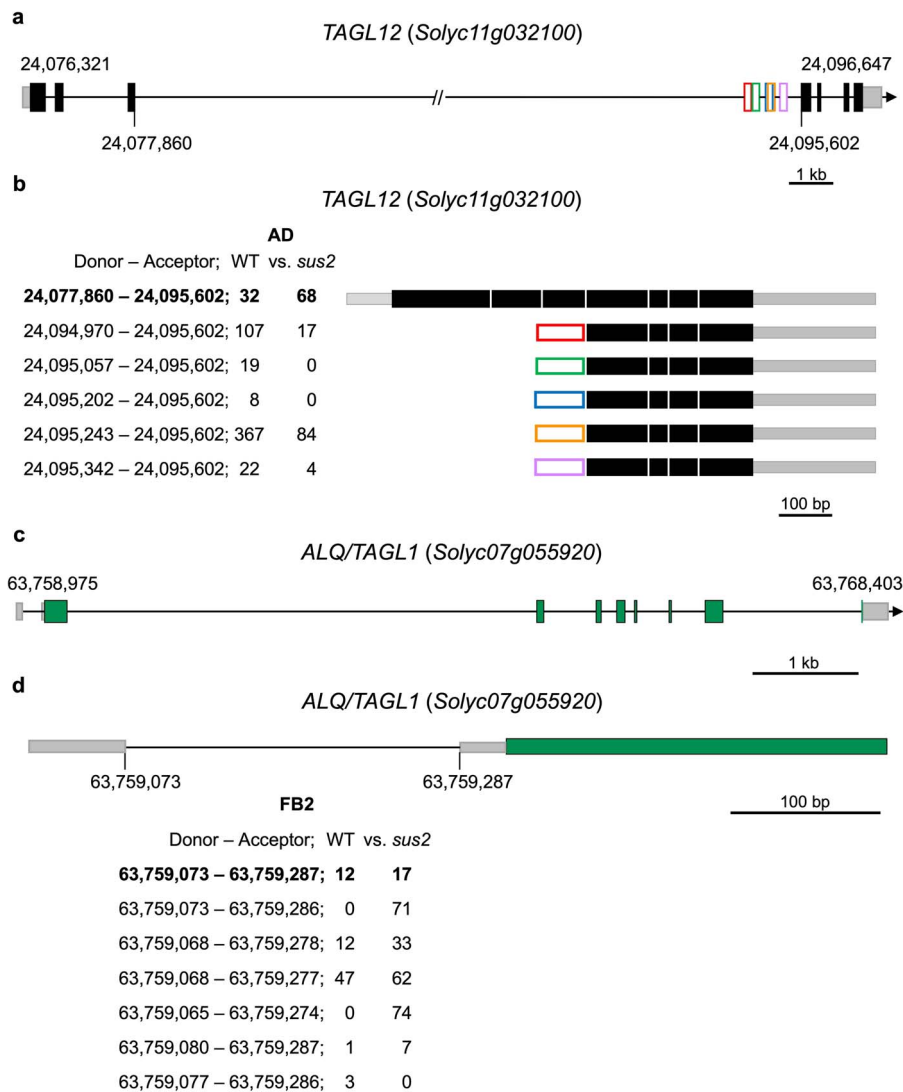 a
TAGL12 (Solyc11g032100)
24,076,321 24,096,647
//
24,077,860 24,095,602
1 kb
b
TAGL12 (Solyc11g032100)
AD
Donor – Acceptor; WT vs. sus2
24,077,860 – 24,095,602; 32 68
24,094,970 – 24,095,602; 107 17
24,095,057 – 24,095,602; 19 0
24,095,202 – 24,095,602; 8 0
24,095,243 – 24,095,602; 367 84
24,095,342 – 24,095,602; 22 4
100 bp
c
ALQ/TAGL1 (Solyc07g055920)
63,758,975 63,768,403
1 kb
d
ALQ/TAGL1 (Solyc07g055920)
63,759,073 63,759,287
100 bp
FB2
Donor – Acceptor; WT vs. sus2
63,759,073 – 63,759,287; 12 17
63,759,073 – 63,759,286; 0 71
63,759,068 – 63,759,278; 12 33
63,759,068 – 63,759,277; 47 62
63,759,065 – 63,759,274; 0 74
63,759,080 – 63,759,287; 1 7
63,759,077 – 63,759,286; 3 0